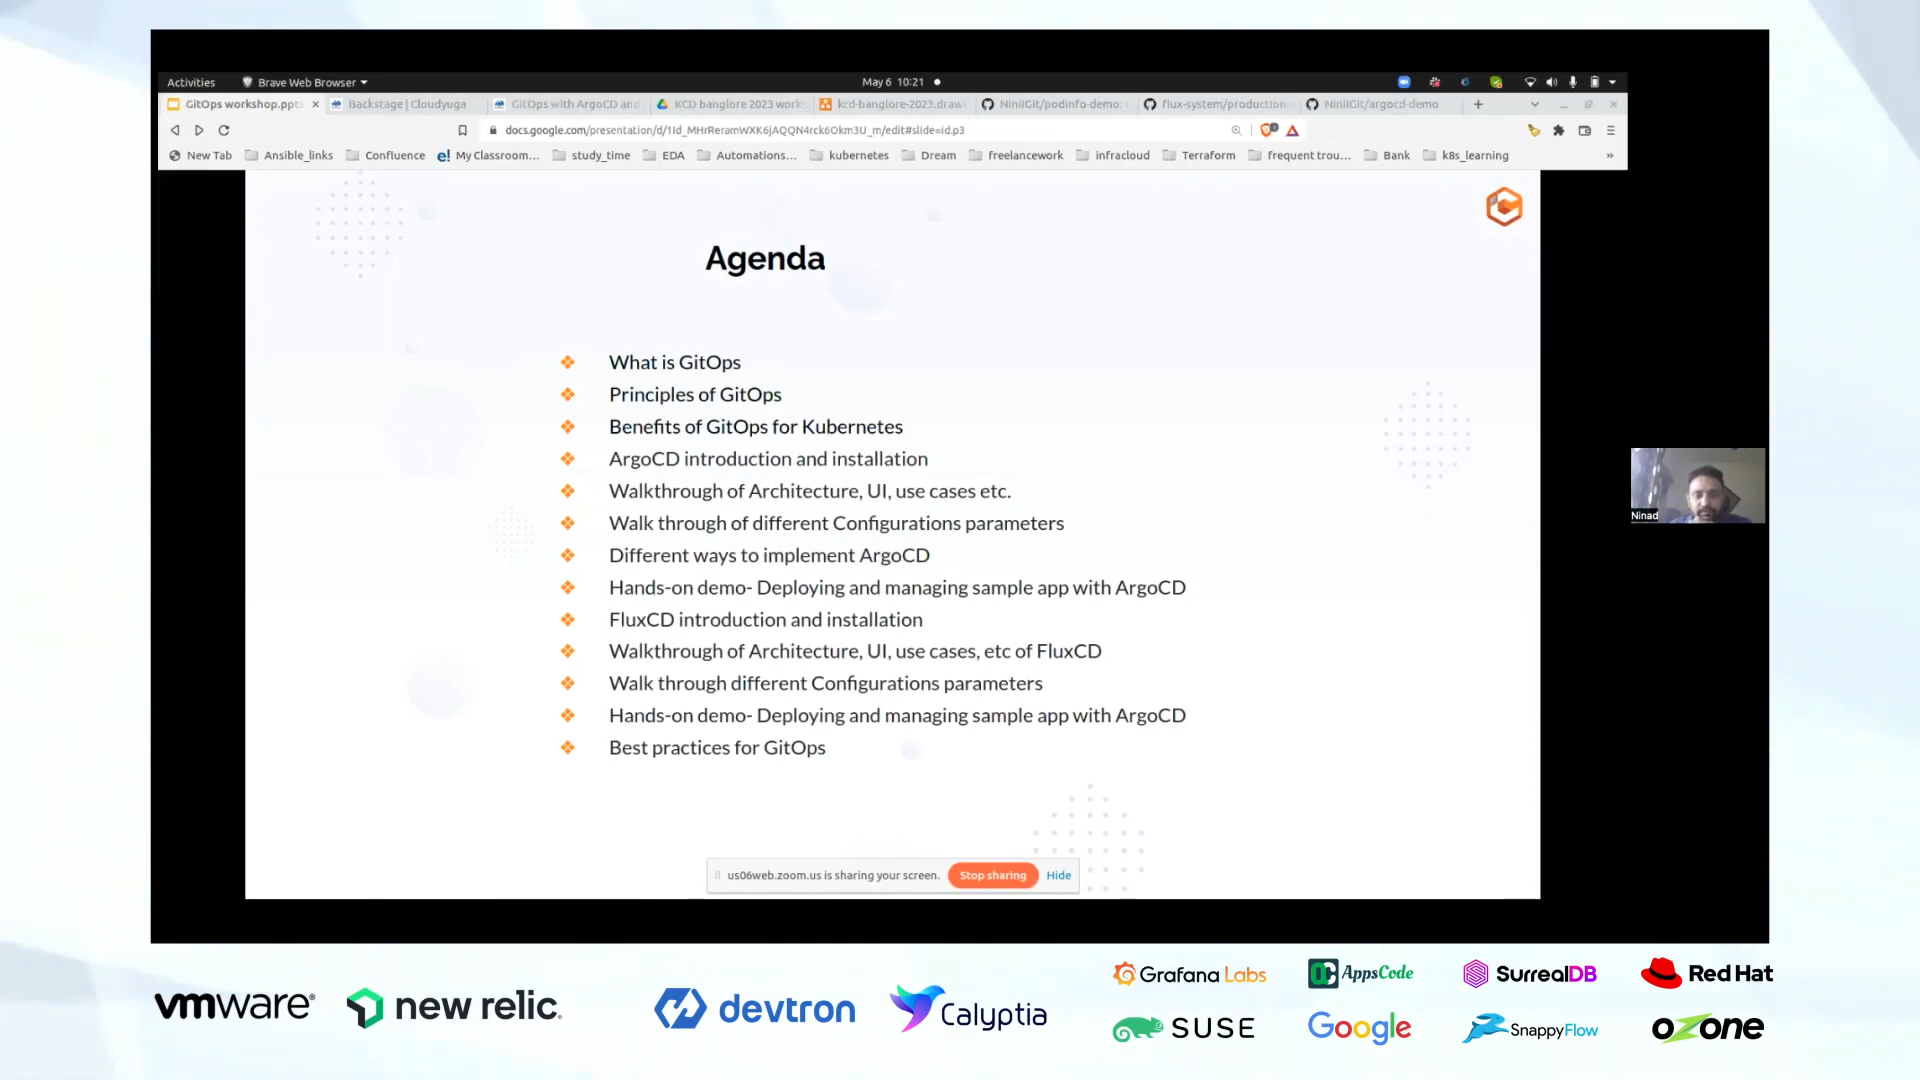 Activities
Brave Web Browser
May 6 10:21
GitOps workshop.ppt
Backstage | Cloudyuga
GitOps with ArgoCD and
KCD banglore 2023 work
kcd-banglore-2023.draw
NiniiGit/podinfo-demo:
flux-system/production
NiniiGit/argocd-demo
docs.google.com/presentation/d/1Id_MHrReramWXK6jAQQN4rck6Okm3U_m/edit#slide=id.p3
New Tab
Ansible_links
Confluence
e! My Classroom...
study_time
EDA
Automations...
kubernetes
Dream
freelancework
infracloud
Terraform
frequent trou...
Bank
k8s_learning
»
Agenda
What is GitOps
Principles of GitOps
Benefits of GitOps for Kubernetes
ArgoCD introduction and installation
Walkthrough of Architecture, UI, use cases etc.
Walk through of different Configurations parameters
Different ways to implement ArgoCD
Hands-on demo- Deploying and managing sample app with ArgoCD
FluxCD introduction and installation
Walkthrough of Architecture, UI, use cases, etc of FluxCD
Walk through different Configurations parameters
Hands-on demo- Deploying and managing sample app with ArgoCD
Best practices for GitOps
Ninad
us06web.zoom.us is sharing your screen.
Stop sharing
Hide
vmware®
new relic.
devtron
Calyptia
Grafana Labs
AppsCode
SurrealDB
Red Hat
SUSE
Google
SnappyFlow
ozone